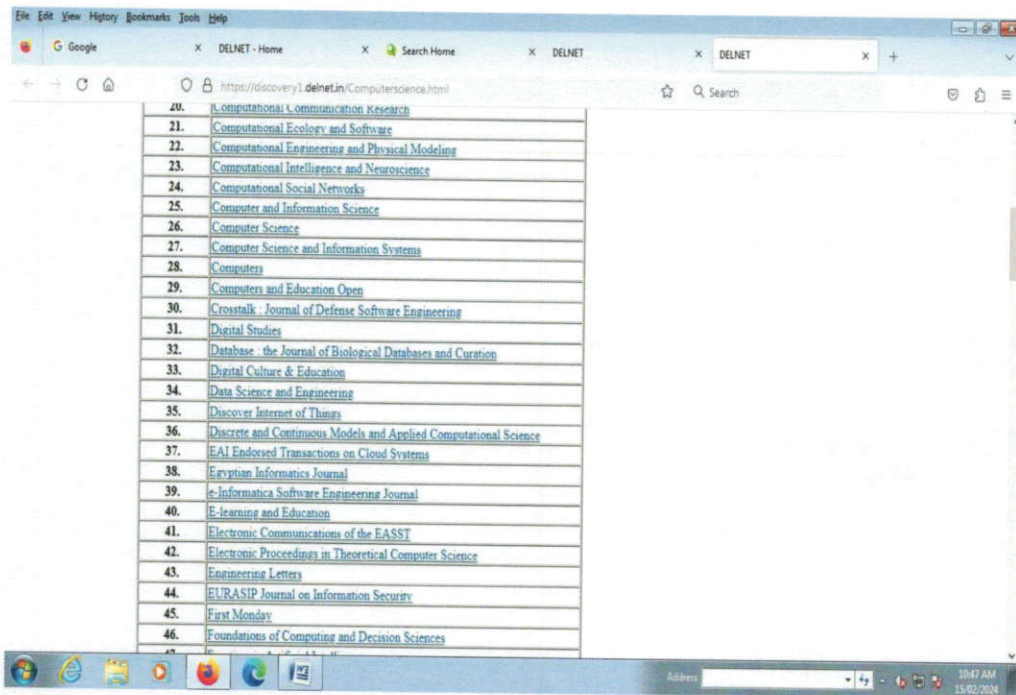 File Edit View History Bookmarks Tools Help
Google × DELNET - Home × Search Home × DELNET × DELNET × +
https://discovery1.delnet.in/Computerscience.html Search
20. Computational Communication Research
21. Computational Ecology and Software
22. Computational Engineering and Physical Modeling
23. Computational Intelligence and Neuroscience
24. Computational Social Networks
25. Computer and Information Science
26. Computer Science
27. Computer Science and Information Systems
28. Computers
29. Computers and Education Open
30. Crosstalk : Journal of Defense Software Engineering
31. Digital Studies
32. Database : the Journal of Biological Databases and Curation
33. Digital Culture & Education
34. Data Science and Engineering
35. Discover Internet of Things
36. Discrete and Continuous Models and Applied Computational Science
37. EAI Endorsed Transactions on Cloud Systems
38. Egyptian Informatics Journal
39. e-Informatica Software Engineering Journal
40. E-learning and Education
41. Electronic Communications of the EASST
42. Electronic Proceedings in Theoretical Computer Science
43. Engineering Letters
44. EURASIP Journal on Information Security
45. First Monday
46. Foundations of Computing and Decision Sciences
Address 10:47 AM
15/02/2024